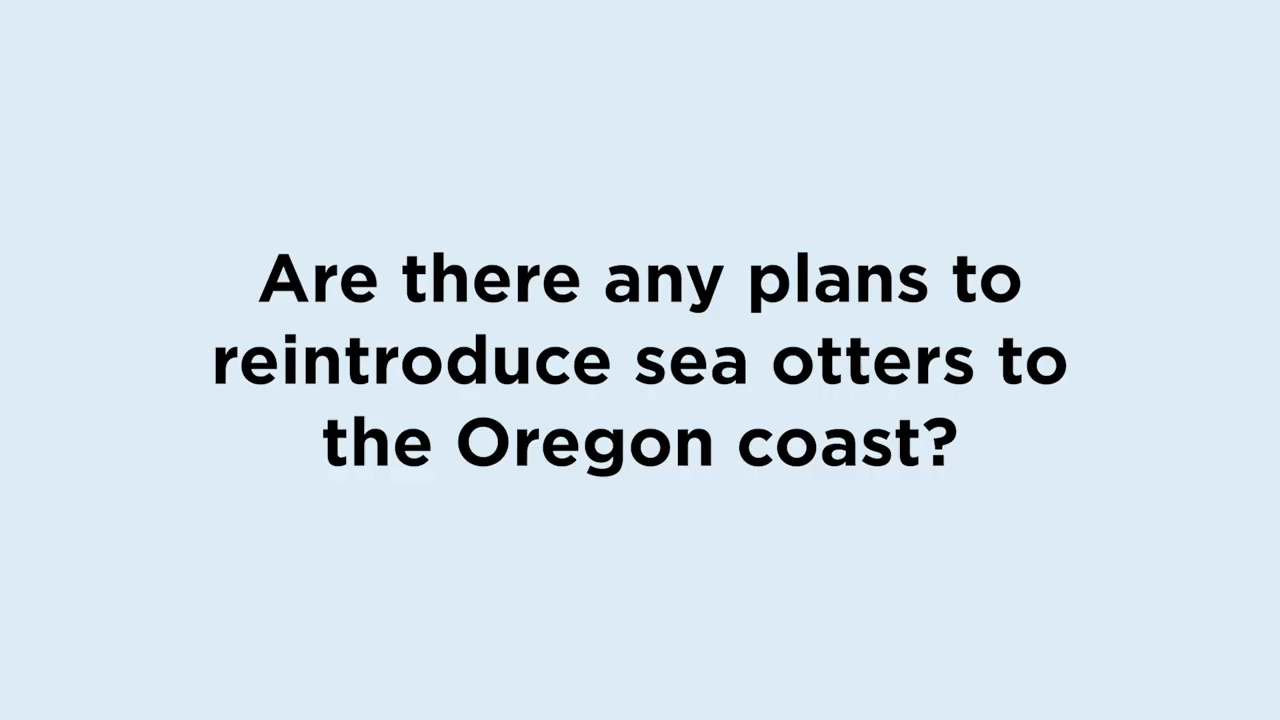 Are there any plans to
reintroduce sea otters to
the Oregon coast?